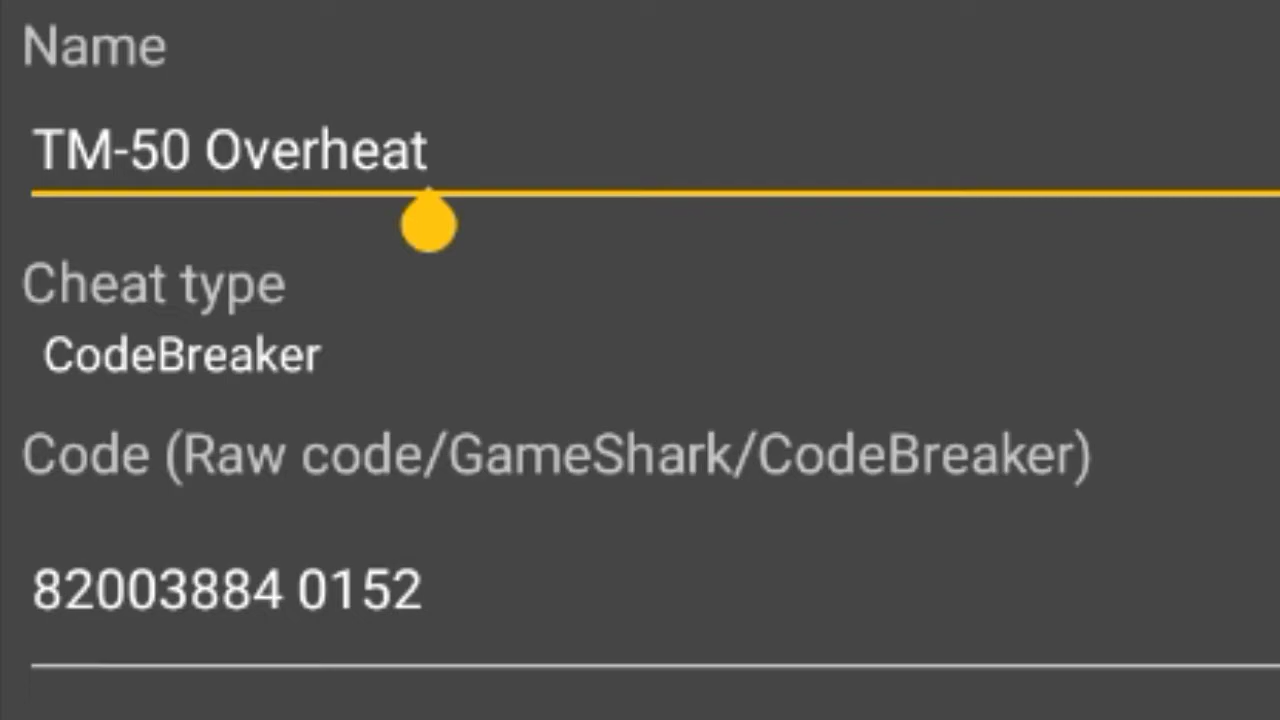 Name
TM-50 Overheat
Cheat type
CodeBreaker
Code (Raw code/GameShark/CodeBreaker)
82003884 0152